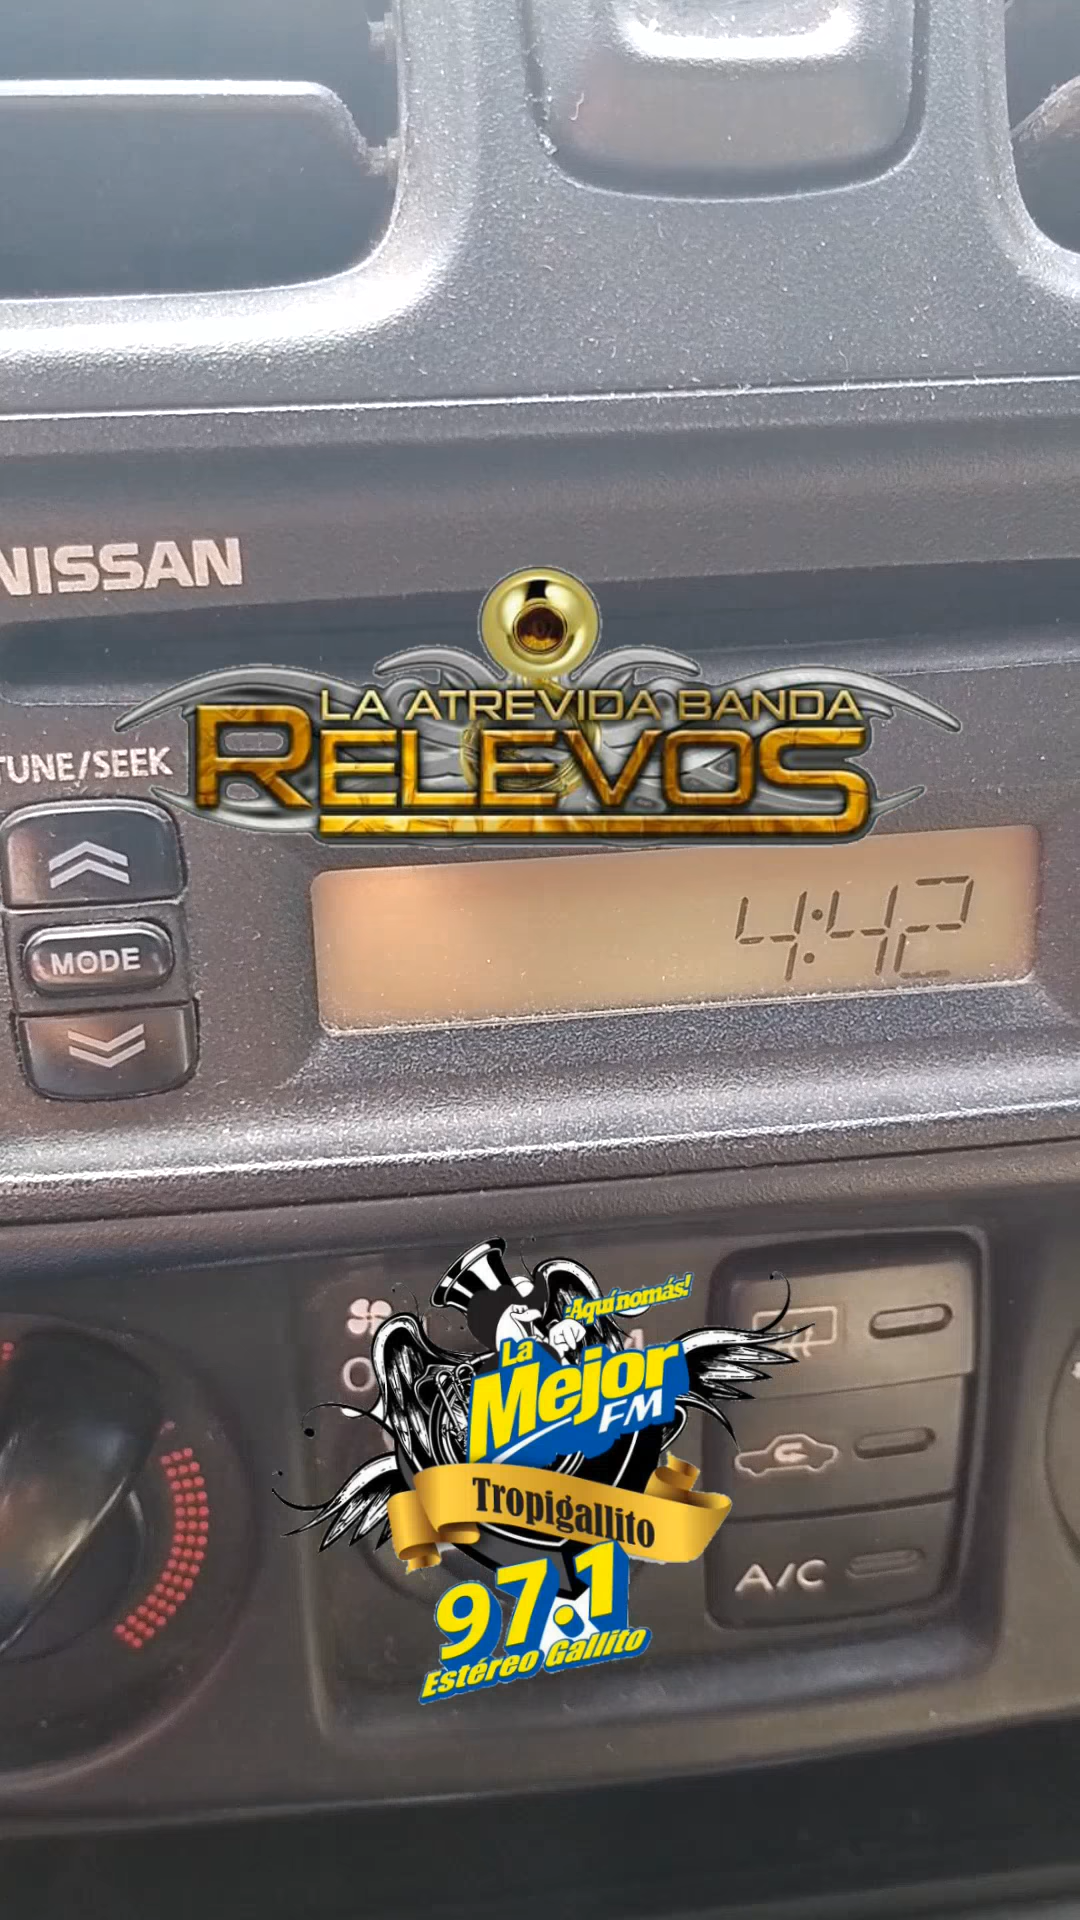 NISSAN
LA ATREVIDA BANDA
RELEVOS
TUNE/SEEK
4:42
MODE
¡Aquí nomás!
La
Mejor
FM
Tropigallito
97.1
Estéreo Gallito
A/C